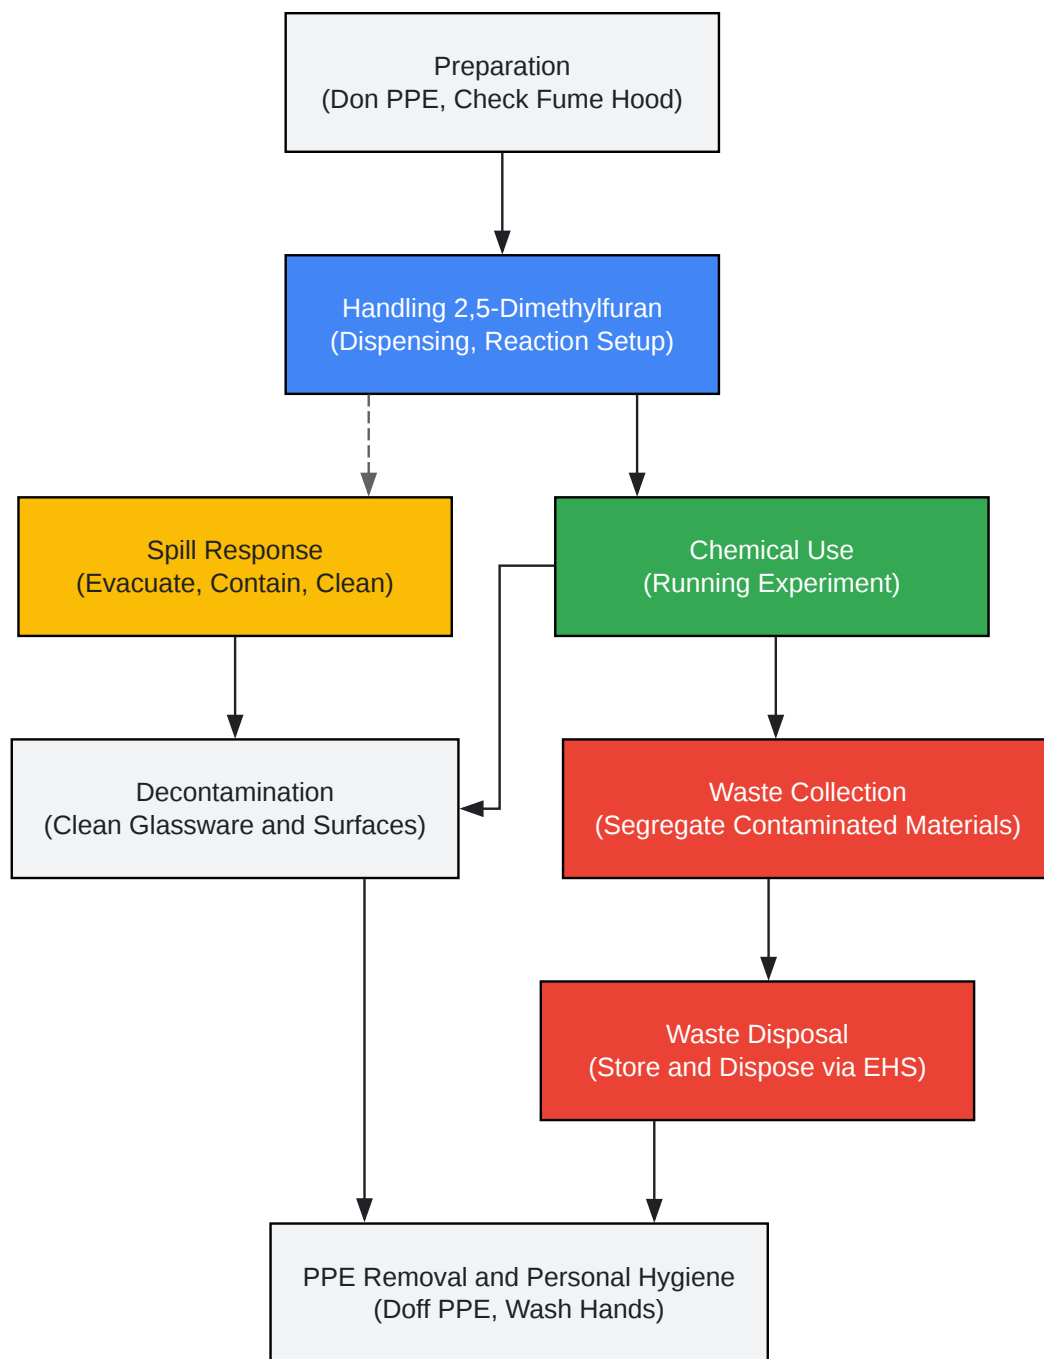 Preparation
(Don PPE, Check Fume Hood)
Handling 2,5-Dimethylfuran
(Dispensing, Reaction Setup)
Spill Response
(Evacuate, Contain, Clean)
Chemical Use
(Running Experiment)
Decontamination
(Clean Glassware and Surfaces)
Waste Collection
(Segregate Contaminated Materials)
Waste Disposal
(Store and Dispose via EHS)
PPE Removal and Personal Hygiene
(Doff PPE, Wash Hands)